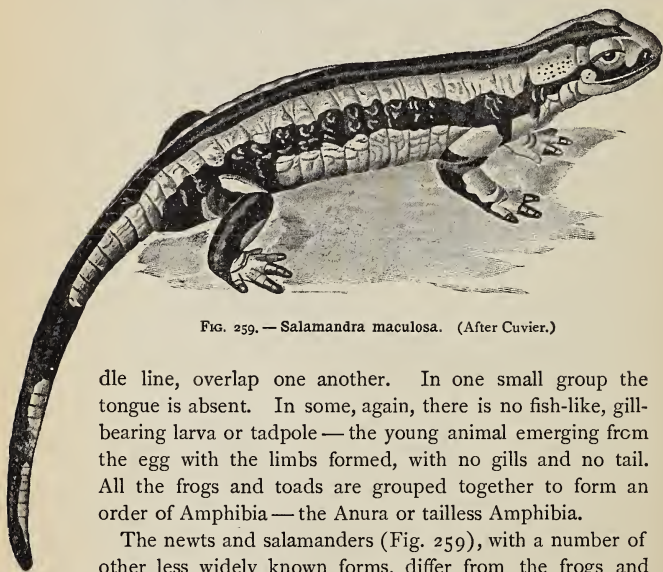 FIG. 259. — Salamandra maculosa. (After Cuvier.)
dle line, overlap one another. In one small group the
tongue is absent. In some, again, there is no fish-like, gill-
bearing larva or tadpole — the young animal emerging from
the egg with the limbs formed, with no gills and no tail.
All the frogs and toads are grouped together to form an
order of Amphibia — the Anura or tailless Amphibia.
The newts and salamanders (Fig. 259), with a number of
other less widely known forms, differ from the frogs and